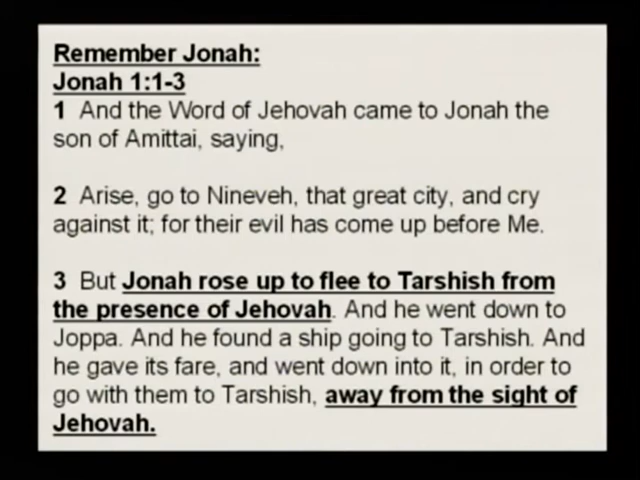 Remember Jonah:
Jonah 1:1-3
1 And the Word of Jehovah came to Jonah the
son of Amittai, saying,
2 Arise, go to Nineveh, that great city, and cry
against it; for their evil has come up before Me.
3 But Jonah rose up to flee to Tarshish from
the presence of Jehovah. And he went down to
Joppa. And he found a ship going to Tarshish. And
he gave its fare, and went down into it, in order to
go with them to Tarshish, away from the sight of
Jehovah.